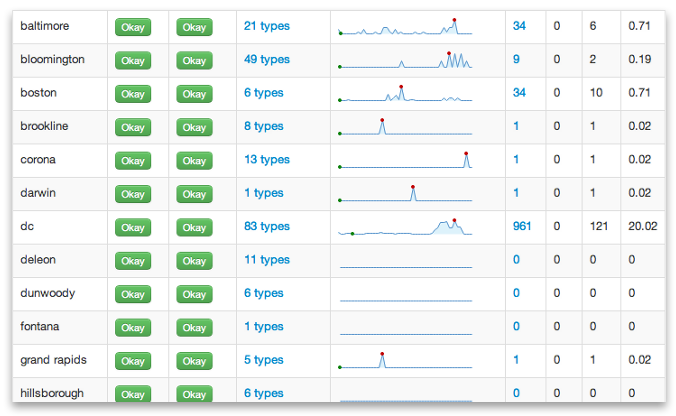 baltimore Okay Okay 21 types 34 0 6 0.71
bloomington Okay Okay 49 types 9 0 2 0.19
boston Okay Okay 6 types 34 0 10 0.71
brookline Okay Okay 8 types 1 0 1 0.02
corona Okay Okay 13 types 1 0 1 0.02
darwin Okay Okay 1 types 1 0 1 0.02
dc Okay Okay 83 types 961 0 121 20.02
deleon Okay Okay 11 types 0 0 0 0
dunwoody Okay Okay 6 types 0 0 0 0
fontana Okay Okay 1 types 0 0 0 0
grand rapids Okay Okay 5 types 1 0 1 0.02
hillsborough Okay Okay 6 types 0 0 0 0